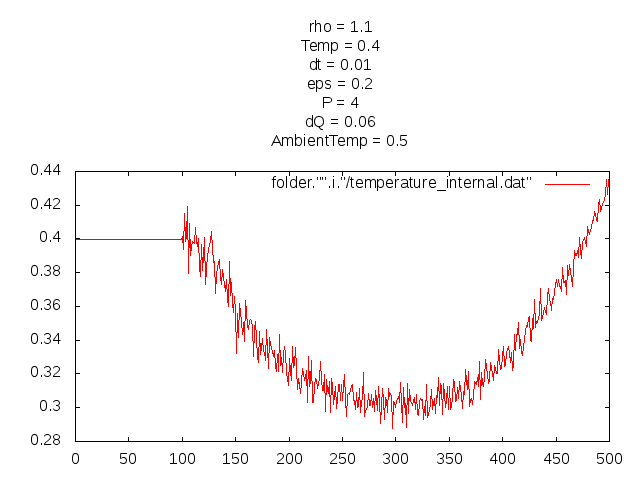 rho = 1.1
Temp = 0.4
dt = 0.01
eps = 0.2
P = 4
dQ = 0.06
AmbientTemp = 0.5
folder."".i."/temperature_internal.dat"
0.44
0.42
0.4
0.38
0.36
0.34
0.32
0.3
0.28
0 50 100 150 200 250 300 350 400 450 500